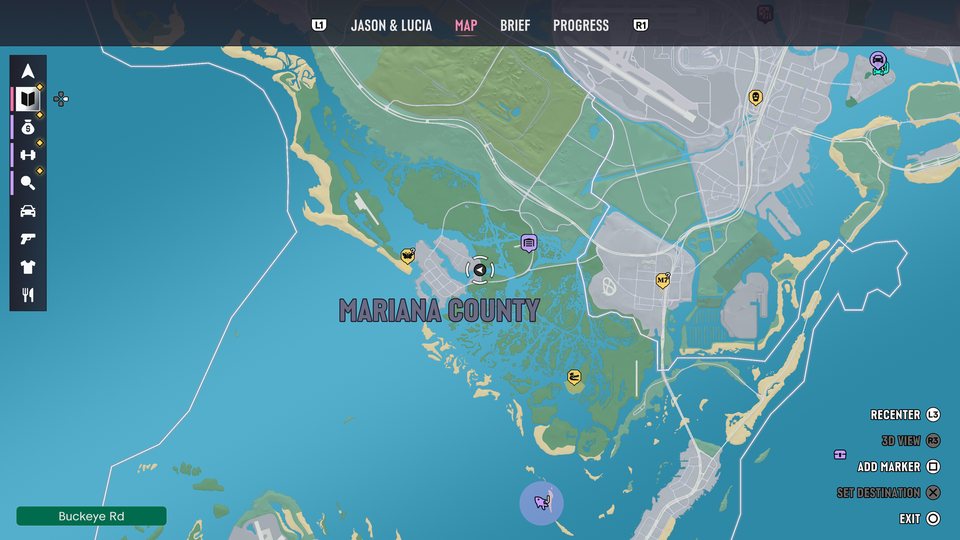 L1 JASON & LUCIA MAP BRIEF PROGRESS R1
$
M?
MARIANA COUNTY
RECENTER L3
3D VIEW R3
ADD MARKER
SET DESTINATION
EXIT
Buckeye Rd